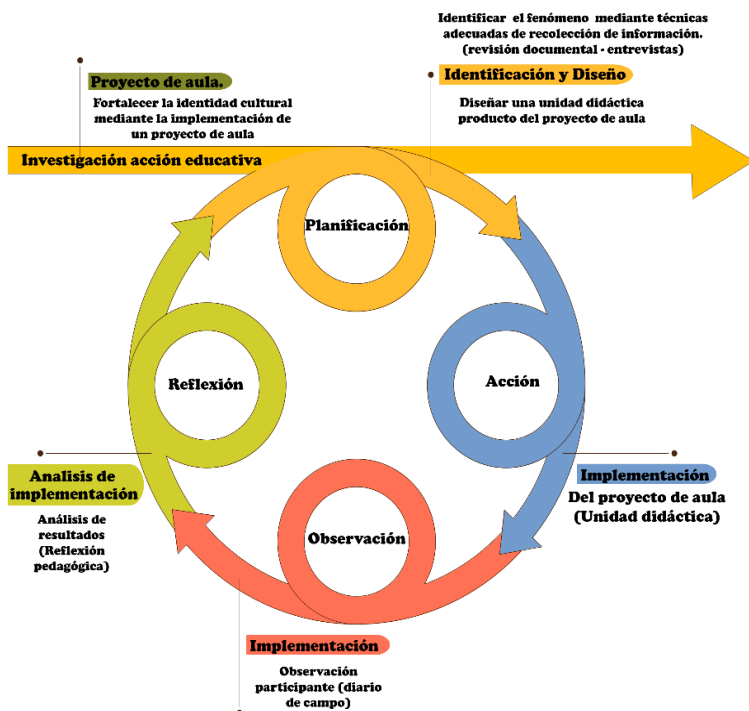 Identificar el fenómeno mediante técnicas
adecuadas de recolección de información.
(revisión documental - entrevistas)
Identificación y Diseño
Diseñar una unidad didáctica
producto del proyecto de aula
Proyecto de aula.
Fortalecer la identidad cultural
mediante la implementación de
un proyecto de aula
Investigación acción educativa
Planificación
Reflexión
Acción
Analisis de
implementación
Análisis de
resultados
(Reflexión
pedagógica)
Implementación
Del proyecto de aula
(Unidad didáctica)
Observación
Implementación
Observación
participante (diario
de campo)